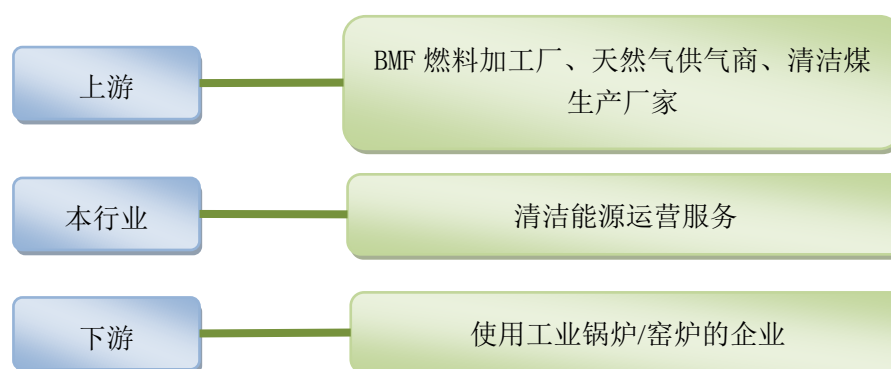 上游
BMF 燃料加工厂、天然气供气商、清洁煤
生产厂家
本行业
清洁能源运营服务
下游
使用工业锅炉/窑炉的企业